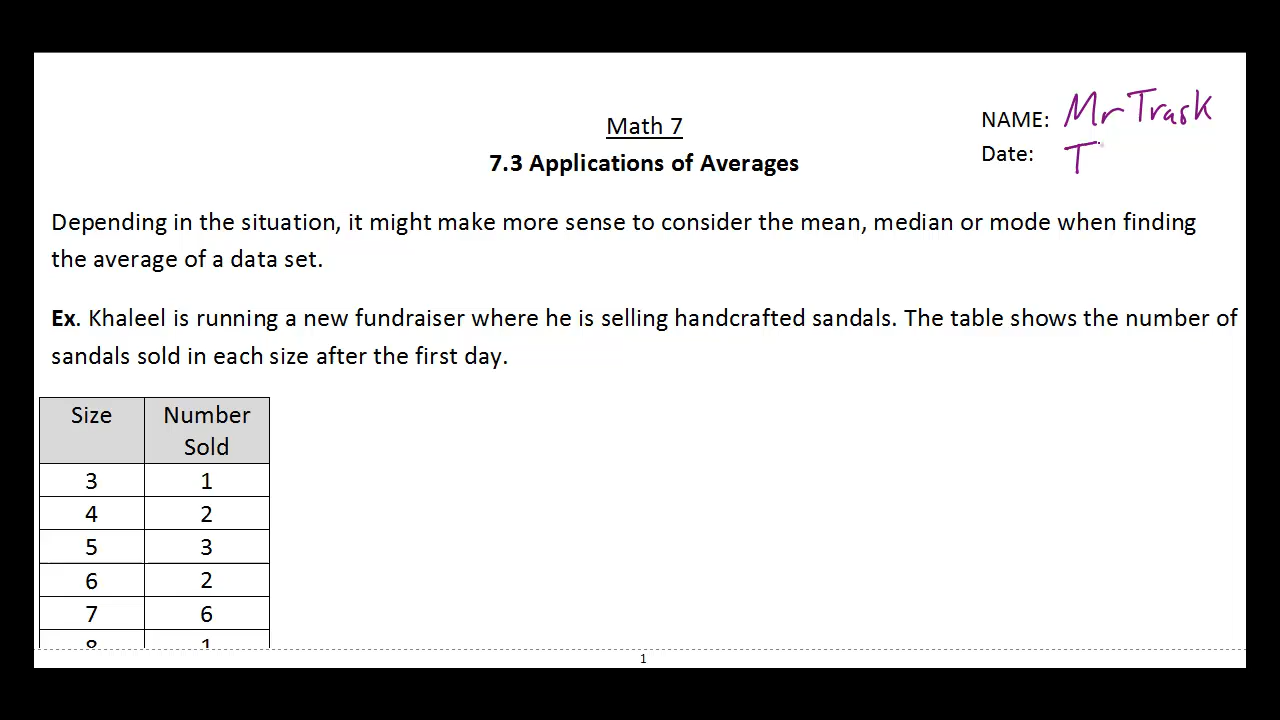 Math 7
NAME: Mr Trask
7.3 Applications of Averages
Date: T
Depending in the situation, it might make more sense to consider the mean, median or mode when finding
the average of a data set.
Ex. Khaleel is running a new fundraiser where he is selling handcrafted sandals. The table shows the number of
sandals sold in each size after the first day.
Size Number
Sold
3 1
4 2
5 3
6 2
7 6
8 1
1